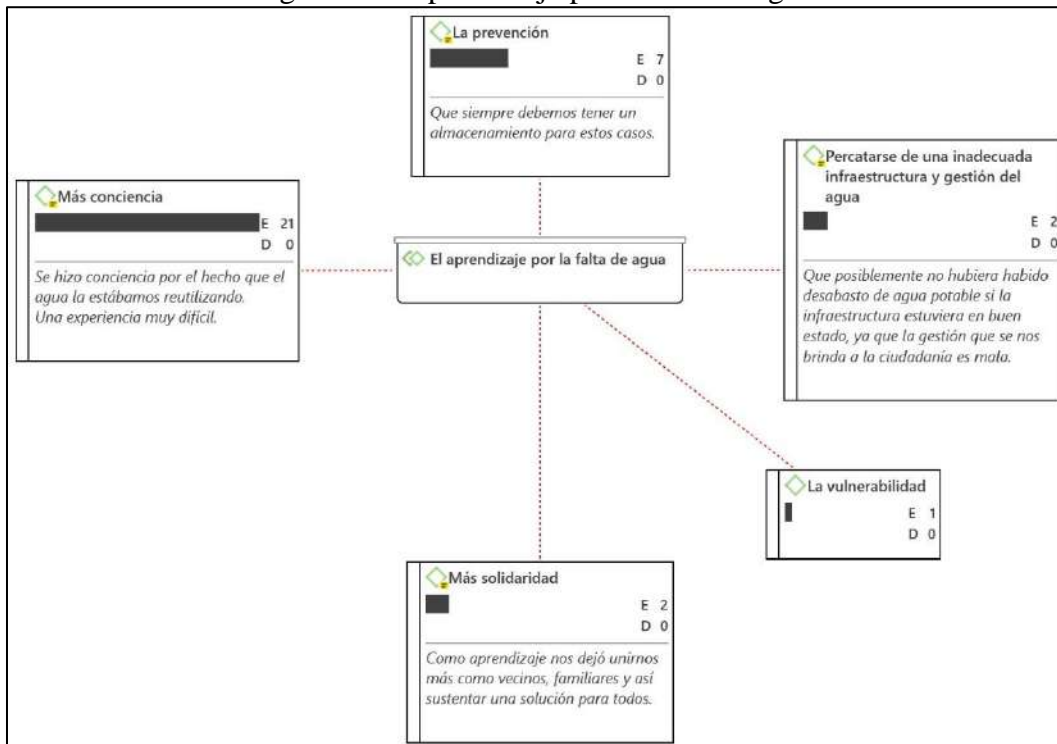 La prevención
E 7
D 0
Que siempre debemos tener un
almacenamiento para estos casos.
Más conciencia
E 21
D 0
Se hizo conciencia por el hecho que el
agua la estábamos reutilizando.
Una experiencia muy difícil.
El aprendizaje por la falta de agua
Percatarse de una inadecuada
infraestructura y gestión del
agua
E 2
D 0
Que posiblemente no hubiera habido
desabasto de agua potable si la
infraestructura estuviera en buen
estado, ya que la gestión que se nos
brinda a la ciudadanía es mala.
La vulnerabilidad
E 1
D 0
Más solidaridad
E 2
D 0
Como aprendizaje nos dejó unirnos
más como vecinos, familiares y así
sustentar una solución para todos.